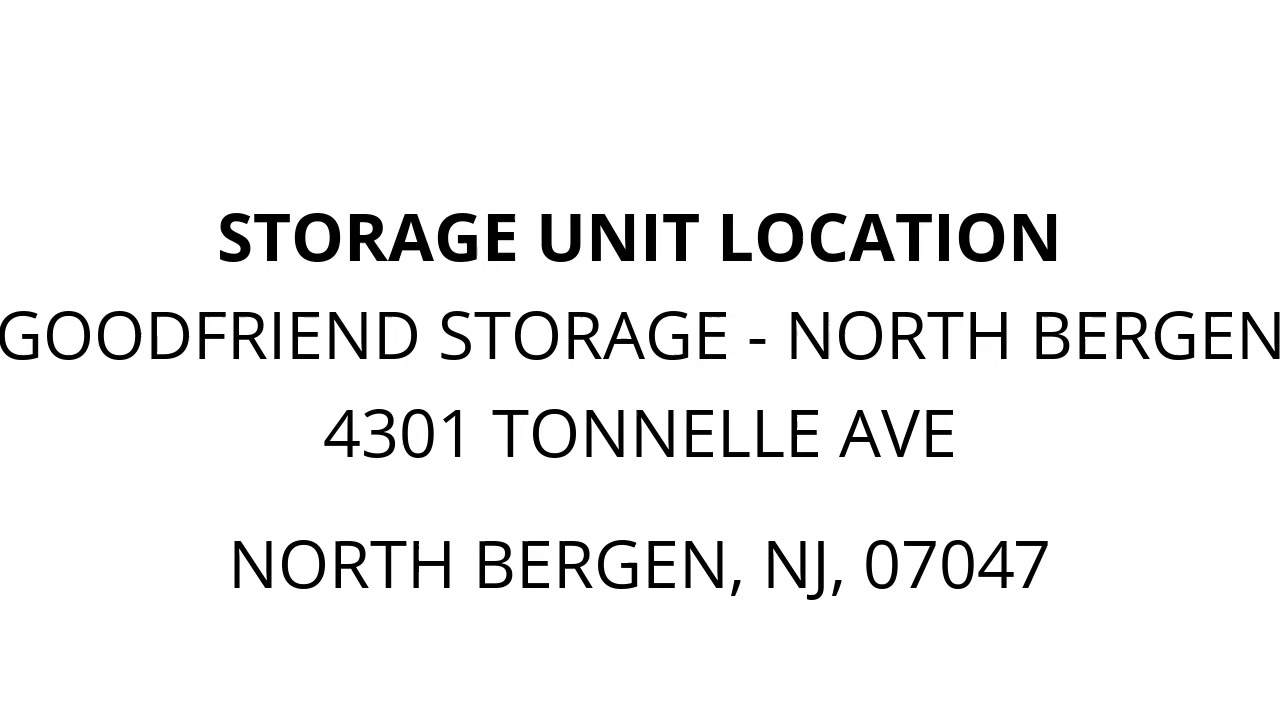 STORAGE UNIT LOCATION
GOODFRIEND STORAGE - NORTH BERGEN
4301 TONNELLE AVE
NORTH BERGEN, NJ, 07047